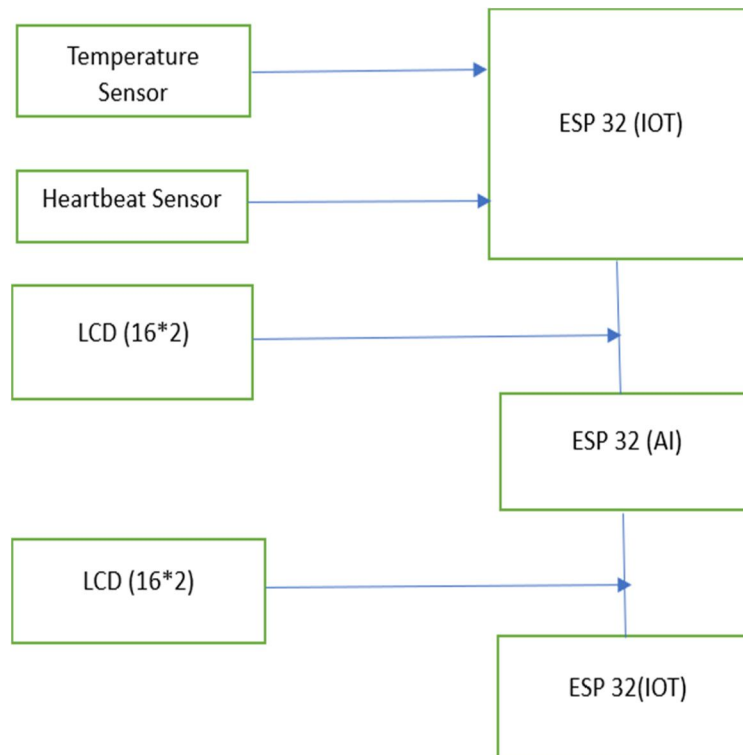 Temperature
Sensor
ESP 32 (IOT)
Heartbeat Sensor
LCD (16*2)
ESP 32 (AI)
LCD (16*2)
ESP 32(IOT)